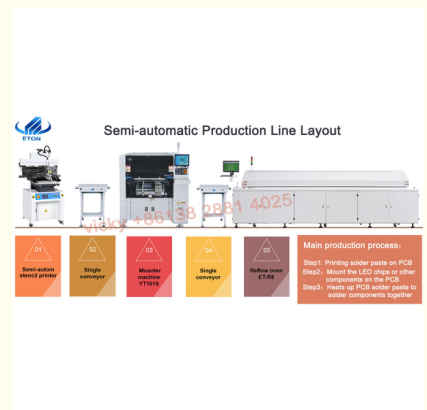 ETON
Semi-automatic Production Line Layout
vicky +86138 2881 4025
01
Semi-autom
stencil printer
02
Single
conveyor
03
Mounter
machine
YT101S
04
Single
conveyor
05
Reflow oven
ET-R8
Main production process:
Step1: Printing solder paste on PCB
Step2: Mount the LED chips or other
components on the PCB
Step3: Heats up PCB solder paste to
solder components together